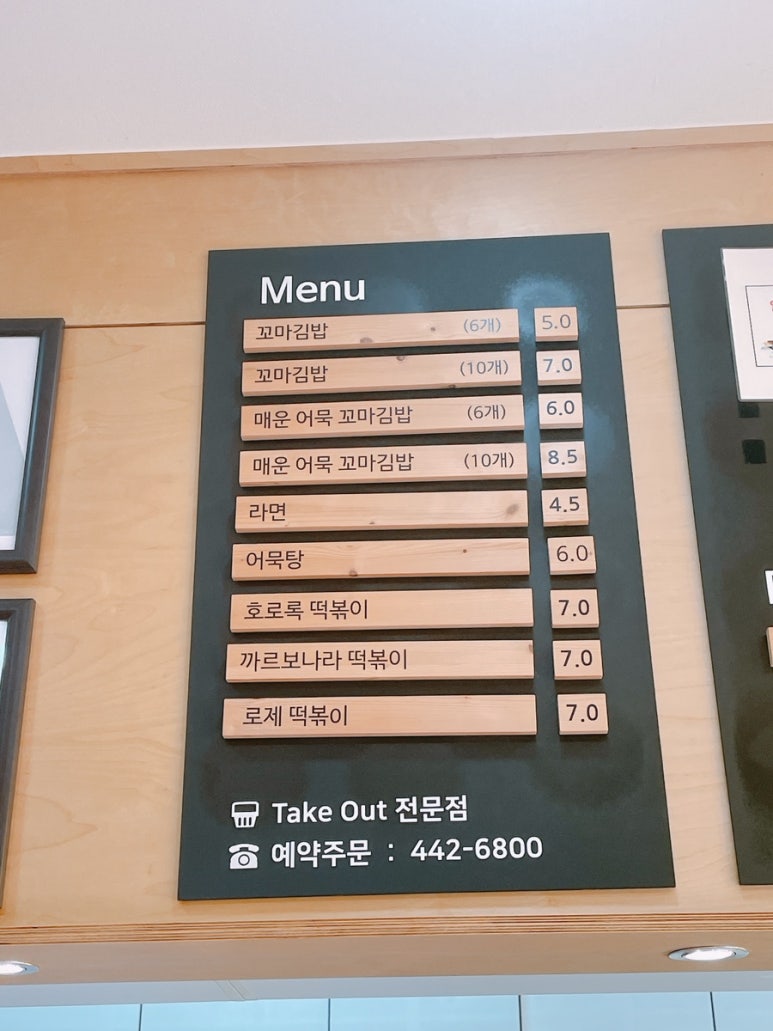 Menu
꼬마김밥 (6개) 5.0
꼬마김밥 (10개) 7.0
매운 어묵 꼬마김밥 (6개) 6.0
매운 어묵 꼬마김밥 (10개) 8.5
라면 4.5
어묵탕 6.0
호로록 떡볶이 7.0
까르보나라 떡볶이 7.0
로제 떡볶이 7.0
Take Out 전문점
예약주문 : 442-6800